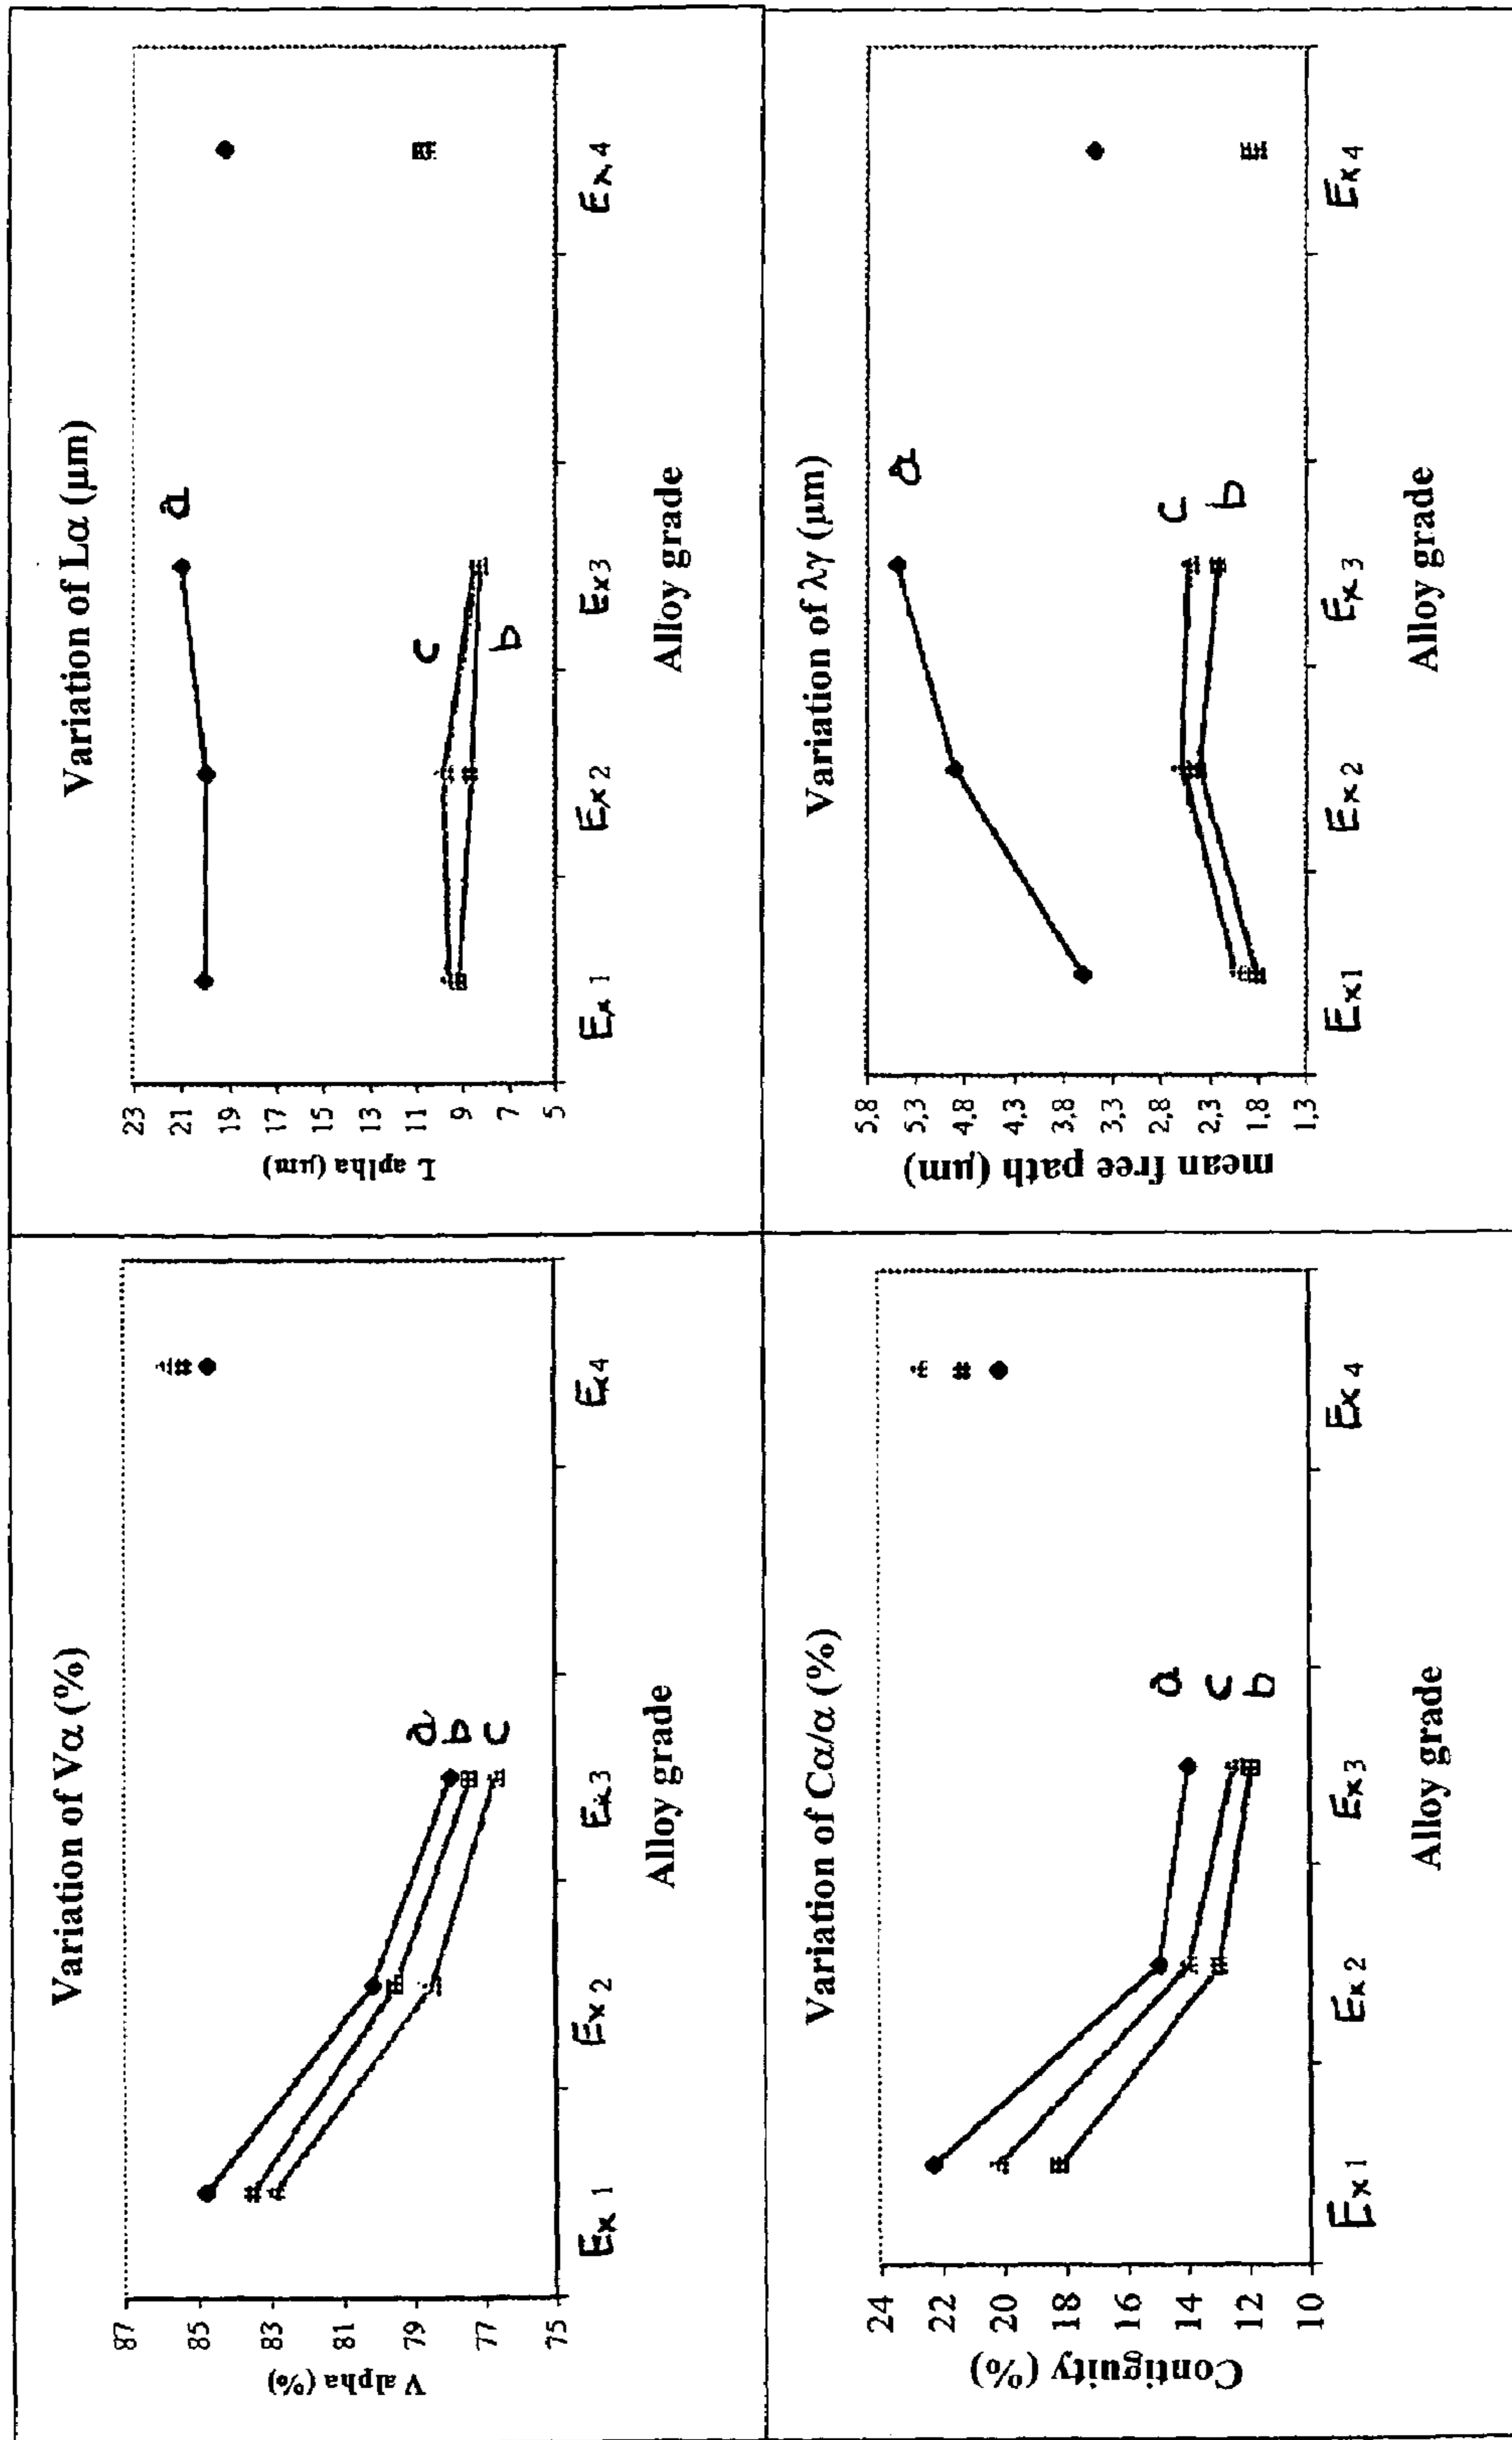 Variation of Vα (%)
V alpha (%)
87
85
83
81
79
77
75
a
b
c
Ex 1
Ex 2
Ex 3
Ex 4
Alloy grade
Variation of Lα (μm)
L aplha (μm)
23
21
19
17
15
13
11
9
7
5
a
c
b
Ex 1
Ex 2
Ex 3
Ex, 4
Alloy grade
Variation of Cα/α (%)
Contiguity (%)
24
22
20
18
16
14
12
10
a
c
b
Ex 1
Ex 2
Ex 3
Ex 4
Alloy grade
Variation of λγ (μm)
mean free path (μm)
5,8
5,3
4,8
4,3
3,8
3,3
2,8
2,3
1,8
1,3
a
c
b
Ex 1
Ex 2
Ex 3
Ex 4
Alloy grade